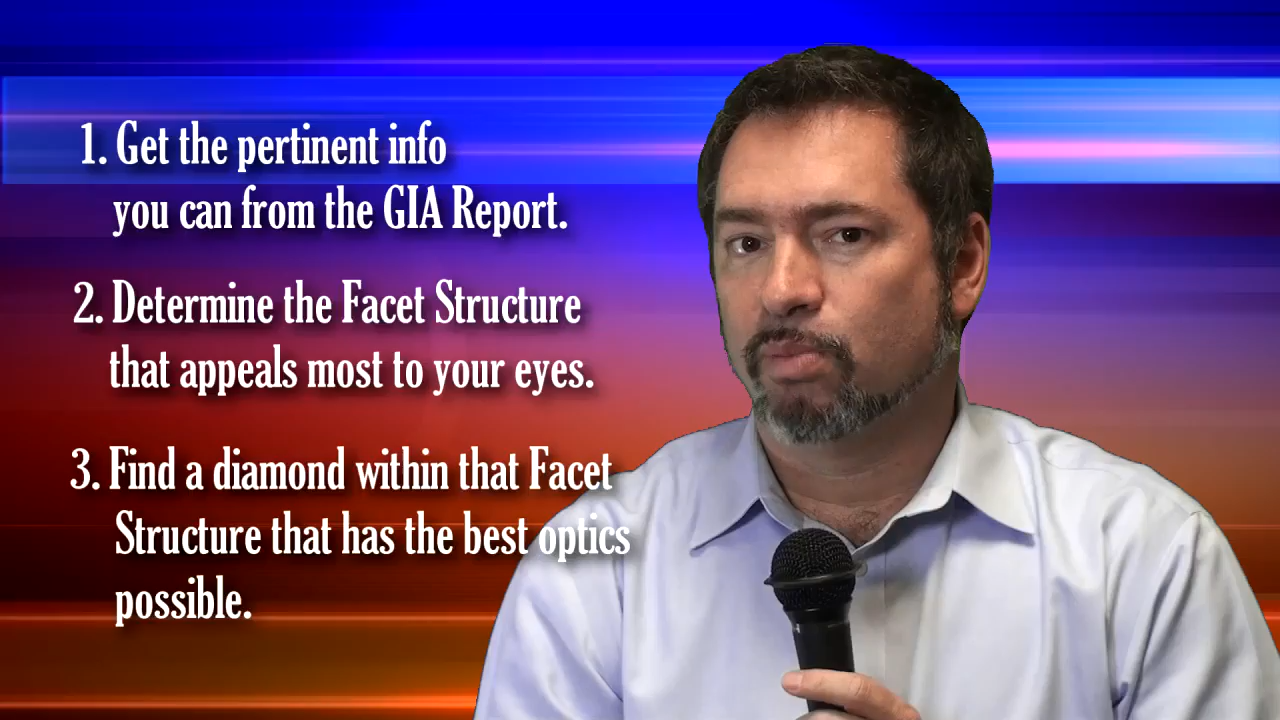 1. Get the pertinent info
you can from the GIA Report.
2. Determine the Facet Structure
that appeals most to your eyes.
3. Find a diamond within that Facet
Structure that has the best optics
possible.